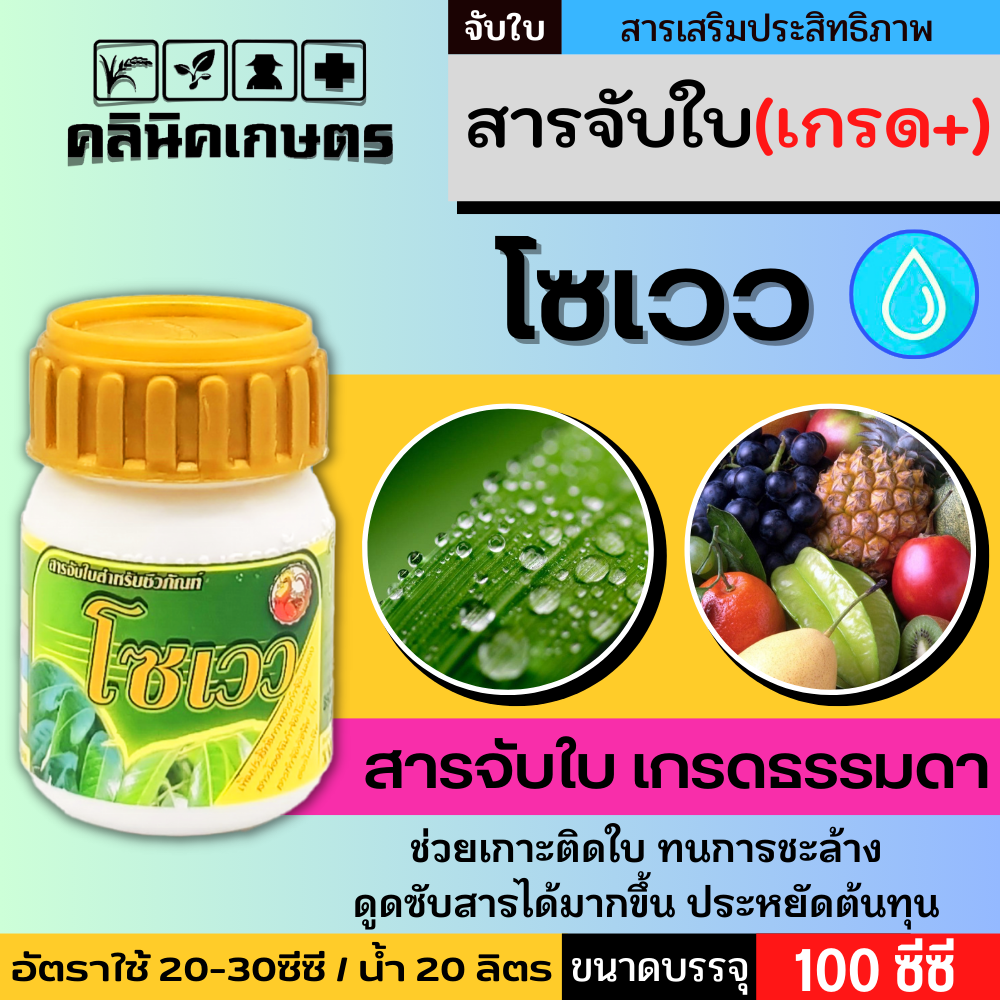 คลินิคเกษตร
จับใบ สารเสริมประสิทธิภาพ
สารจับใบ(เกรด+)
โซเวว
สารจับใบสำหรับชีวภัณฑ์
โซเวว
สารจับใบ เกรดธรรมดา
ช่วยเกาะติดใบ ทนการชะล้าง
ดูดซับสารได้มากขึ้น ประหยัดต้นทุน
อัตราใช้ 20-30ซีซี / น้ำ 20 ลิตร ขนาดบรรจุ 100 ซีซี